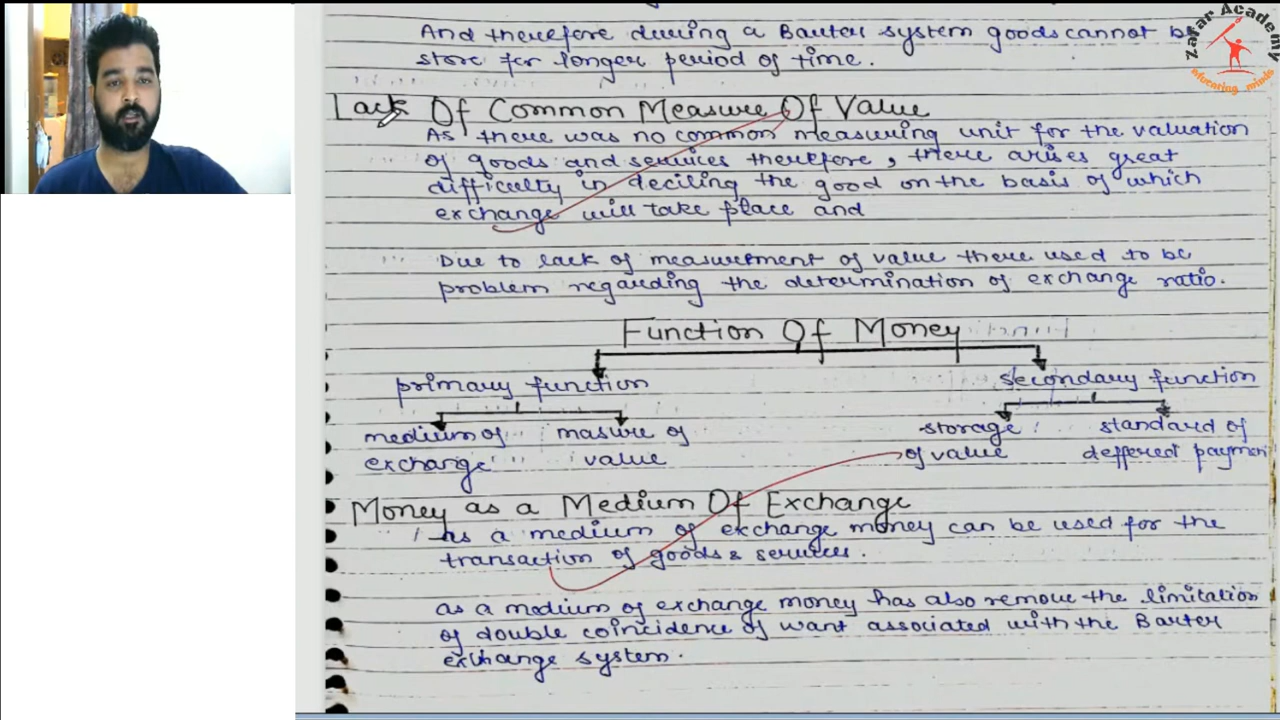 And therefore during a Barter system goods cannot be
store for longer period of time.
Lack Of Common Measure Of Value
As there was no common measuring unit for the valuation
of goods and services therefore, there arises great
difficulty in deciling the good on the basis of which
exchange will take place and
Due to lack of measurement of value there used to be
problem regarding the determination of exchange ratio.
Function Of Money
primary function
secondary function
medium of
exchange
masure of
value
storage
of value
standard of
deffered payment
Money as a Medium Of Exchange
as a medium of exchange money can be used for the
transaction of goods & services.
as a medium of exchange money has also remove the limitation
of double coincidence of want associated with the Barter
exchange system.
Zafar Academy
educating minds